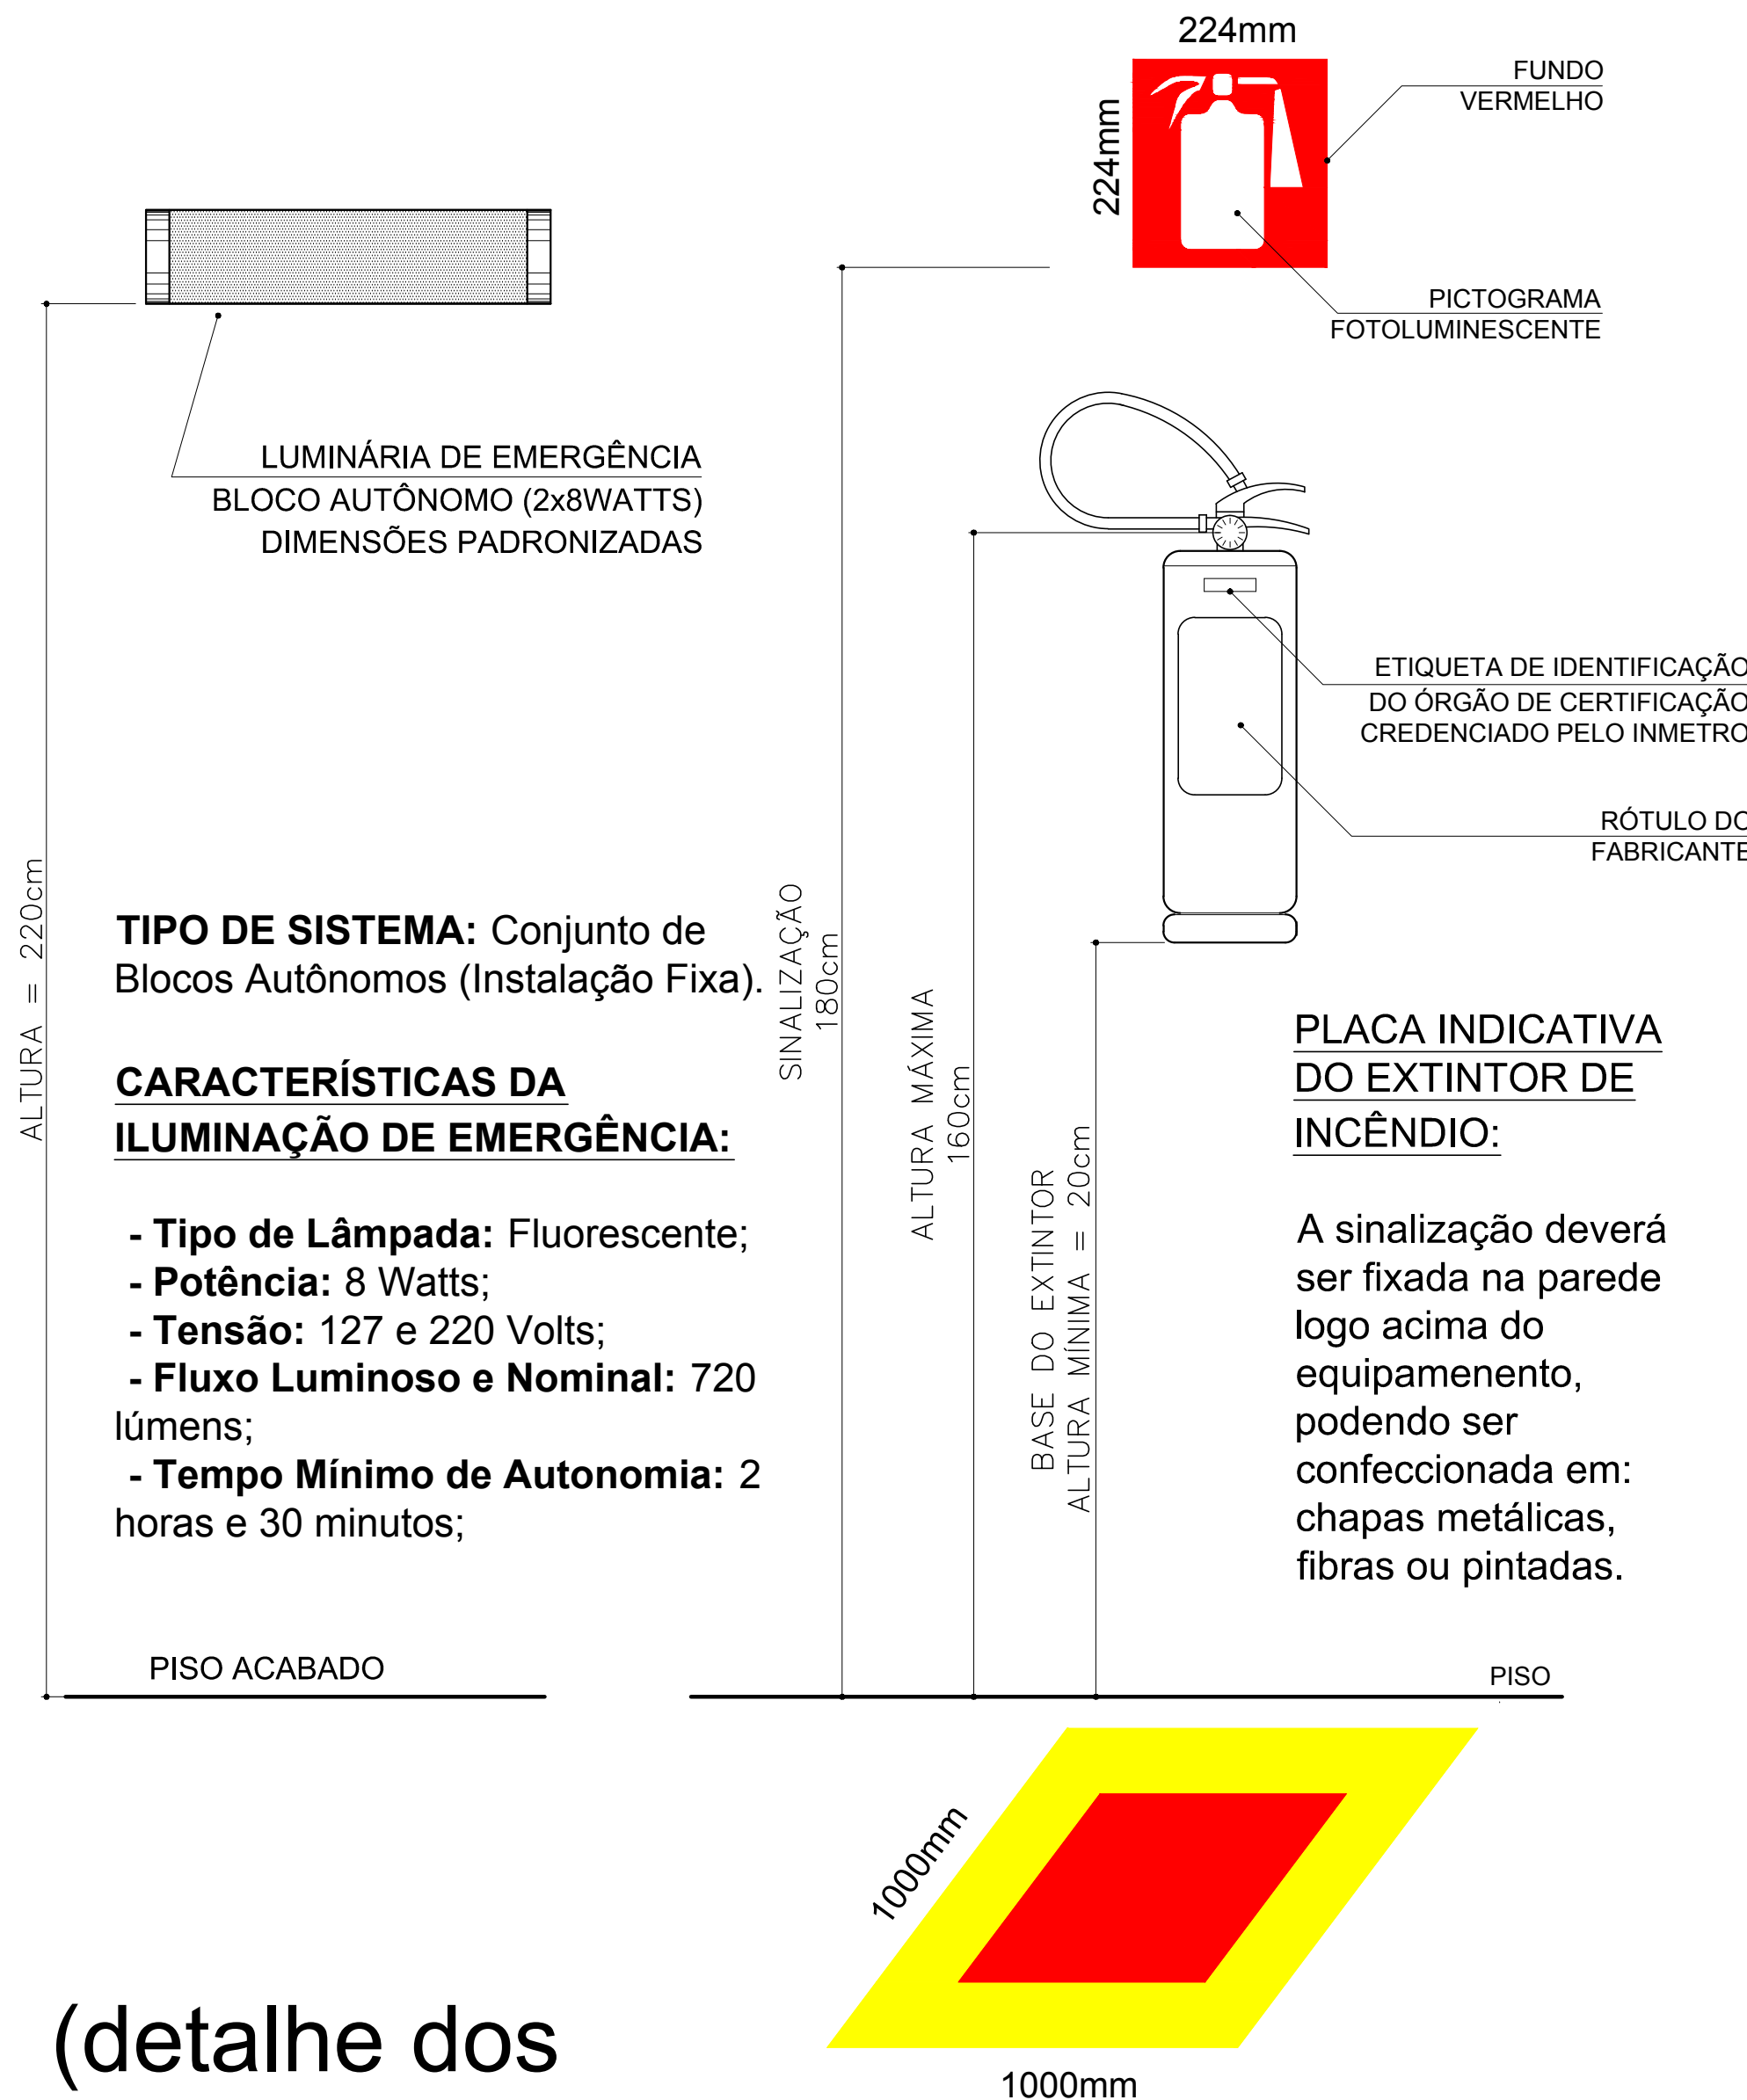 224mm
224mm
FUNDO
VERMELHO
PICTOGRAMA
FOTOLUMINESCENTE
LUMINÁRIA DE EMERGÊNCIA
BLOCO AUTÔNOMO (2x8WATTS)
DIMENSÕES PADRONIZADAS
ETIQUETA DE IDENTIFICAÇÃO
DO ÓRGÃO DE CERTIFICAÇÃO
CREDENCIADO PELO INMETRO
RÓTULO DO
FABRICANTE
ALTURA = 220cm
TIPO DE SISTEMA: Conjunto de
Blocos Autônomos (Instalação Fixa).
CARACTERÍSTICAS DA
ILUMINAÇÃO DE EMERGÊNCIA:
- Tipo de Lâmpada: Fluorescente;
- Potência: 8 Watts;
- Tensão: 127 e 220 Volts;
- Fluxo Luminoso e Nominal: 720
lúmens;
- Tempo Mínimo de Autonomia: 2
horas e 30 minutos;
SINALIZAÇÃO
180cm
ALTURA MÁXIMA
160cm
BASE DO EXTINTOR
ALTURA MÍNIMA = 20cm
PLACA INDICATIVA
DO EXTINTOR DE
INCÊNDIO:
A sinalização deverá
ser fixada na parede
logo acima do
equipamenento,
podendo ser
confeccionada em:
chapas metálicas,
fibras ou pintadas.
PISO ACABADO
PISO
1000mm
1000mm
(detalhe dos